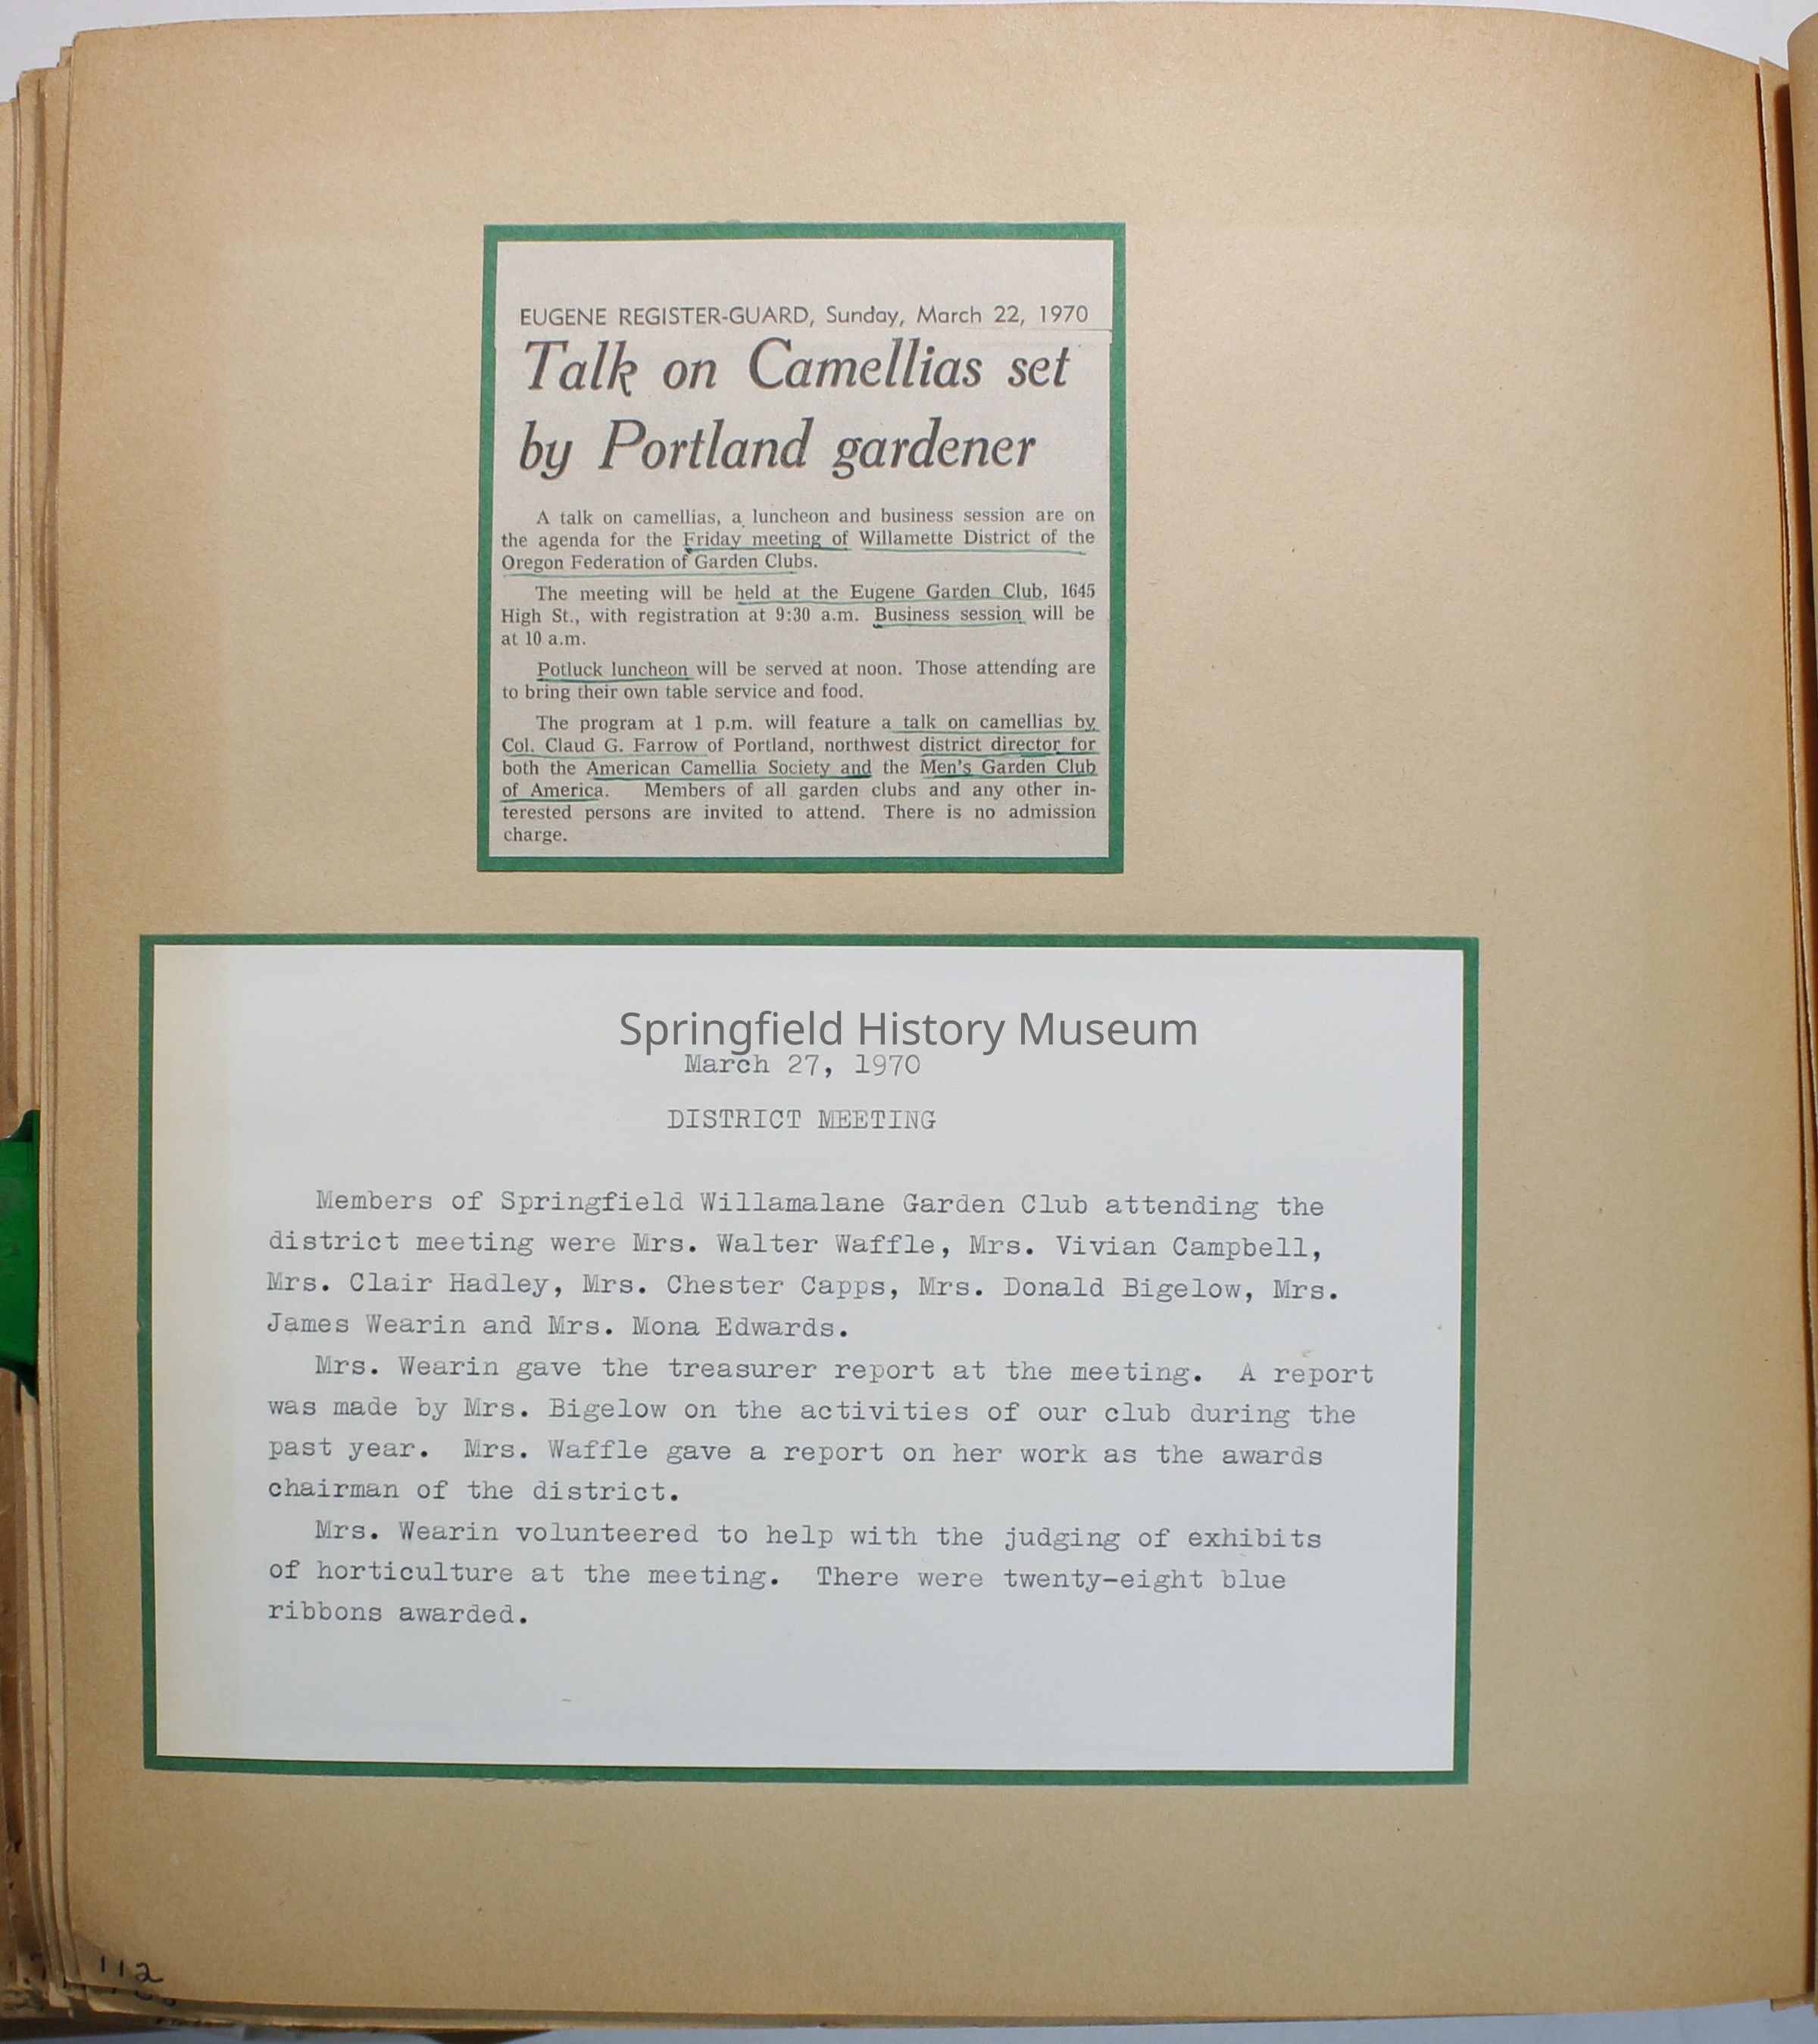 EUGENE REGISTER-GUARD, Sunday, March 22, 1970
Talk on Camellias set
by Portland gardener
A talk on camellias, a luncheon and business session are on
the agenda for the Friday meeting of Willamette District of the
Oregon Federation of Garden Clubs.
The meeting will be held at the Eugene Garden Club, 1645
High St., with registration at 9:30 a.m. Business session will be
at 10 a.m.
Potluck luncheon will be served at noon. Those attending are
to bring their own table service and food.
The program at 1 p.m. will feature a talk on camellias by
Col. Claud G. Farrow of Portland, northwest district director for
both the American Camellia Society and the Men's Garden Club
of America. Members of all garden clubs and any other in-
terested persons are invited to attend. There is no admission
charge.
Springfield History Museum
March 27, 1970
DISTRICT MEETING
Members of Springfield Willamalane Garden Club attending the
district meeting were Mrs. Walter Waffle, Mrs. Vivian Campbell,
Mrs. Clair Hadley, Mrs. Chester Capps, Mrs. Donald Bigelow, Mrs.
James Wearin and Mrs. Mona Edwards.
Mrs. Wearin gave the treasurer report at the meeting. A report
was made by Mrs. Bigelow on the activities of our club during the
past year. Mrs. Waffle gave a report on her work as the awards
chairman of the district.
Mrs. Wearin volunteered to help with the judging of exhibits
of horticulture at the meeting. There were twenty-eight blue
ribbons awarded.
112